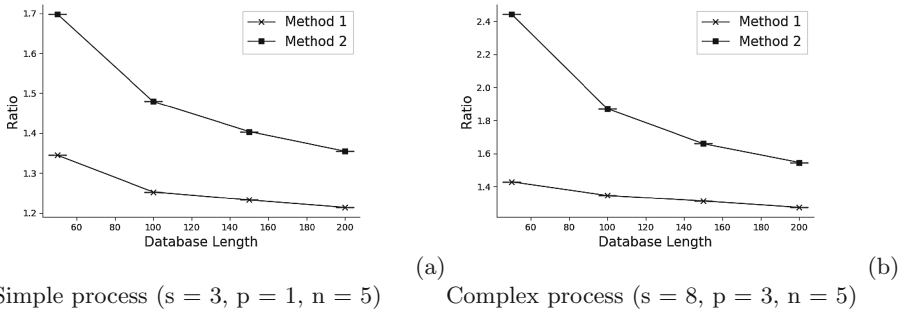 1.7
1.6
1.5
1.4
1.3
1.2
Ratio
60 80 100 120 140 160 180 200
Database Length
Method 1
Method 2
2.4
2.2
2.0
1.8
1.6
1.4
Ratio
60 80 100 120 140 160 180 200
Database Length
Method 1
Method 2
(a)
(b)
Simple process (s = 3, p = 1, n = 5)
Complex process (s = 8, p = 3, n = 5)